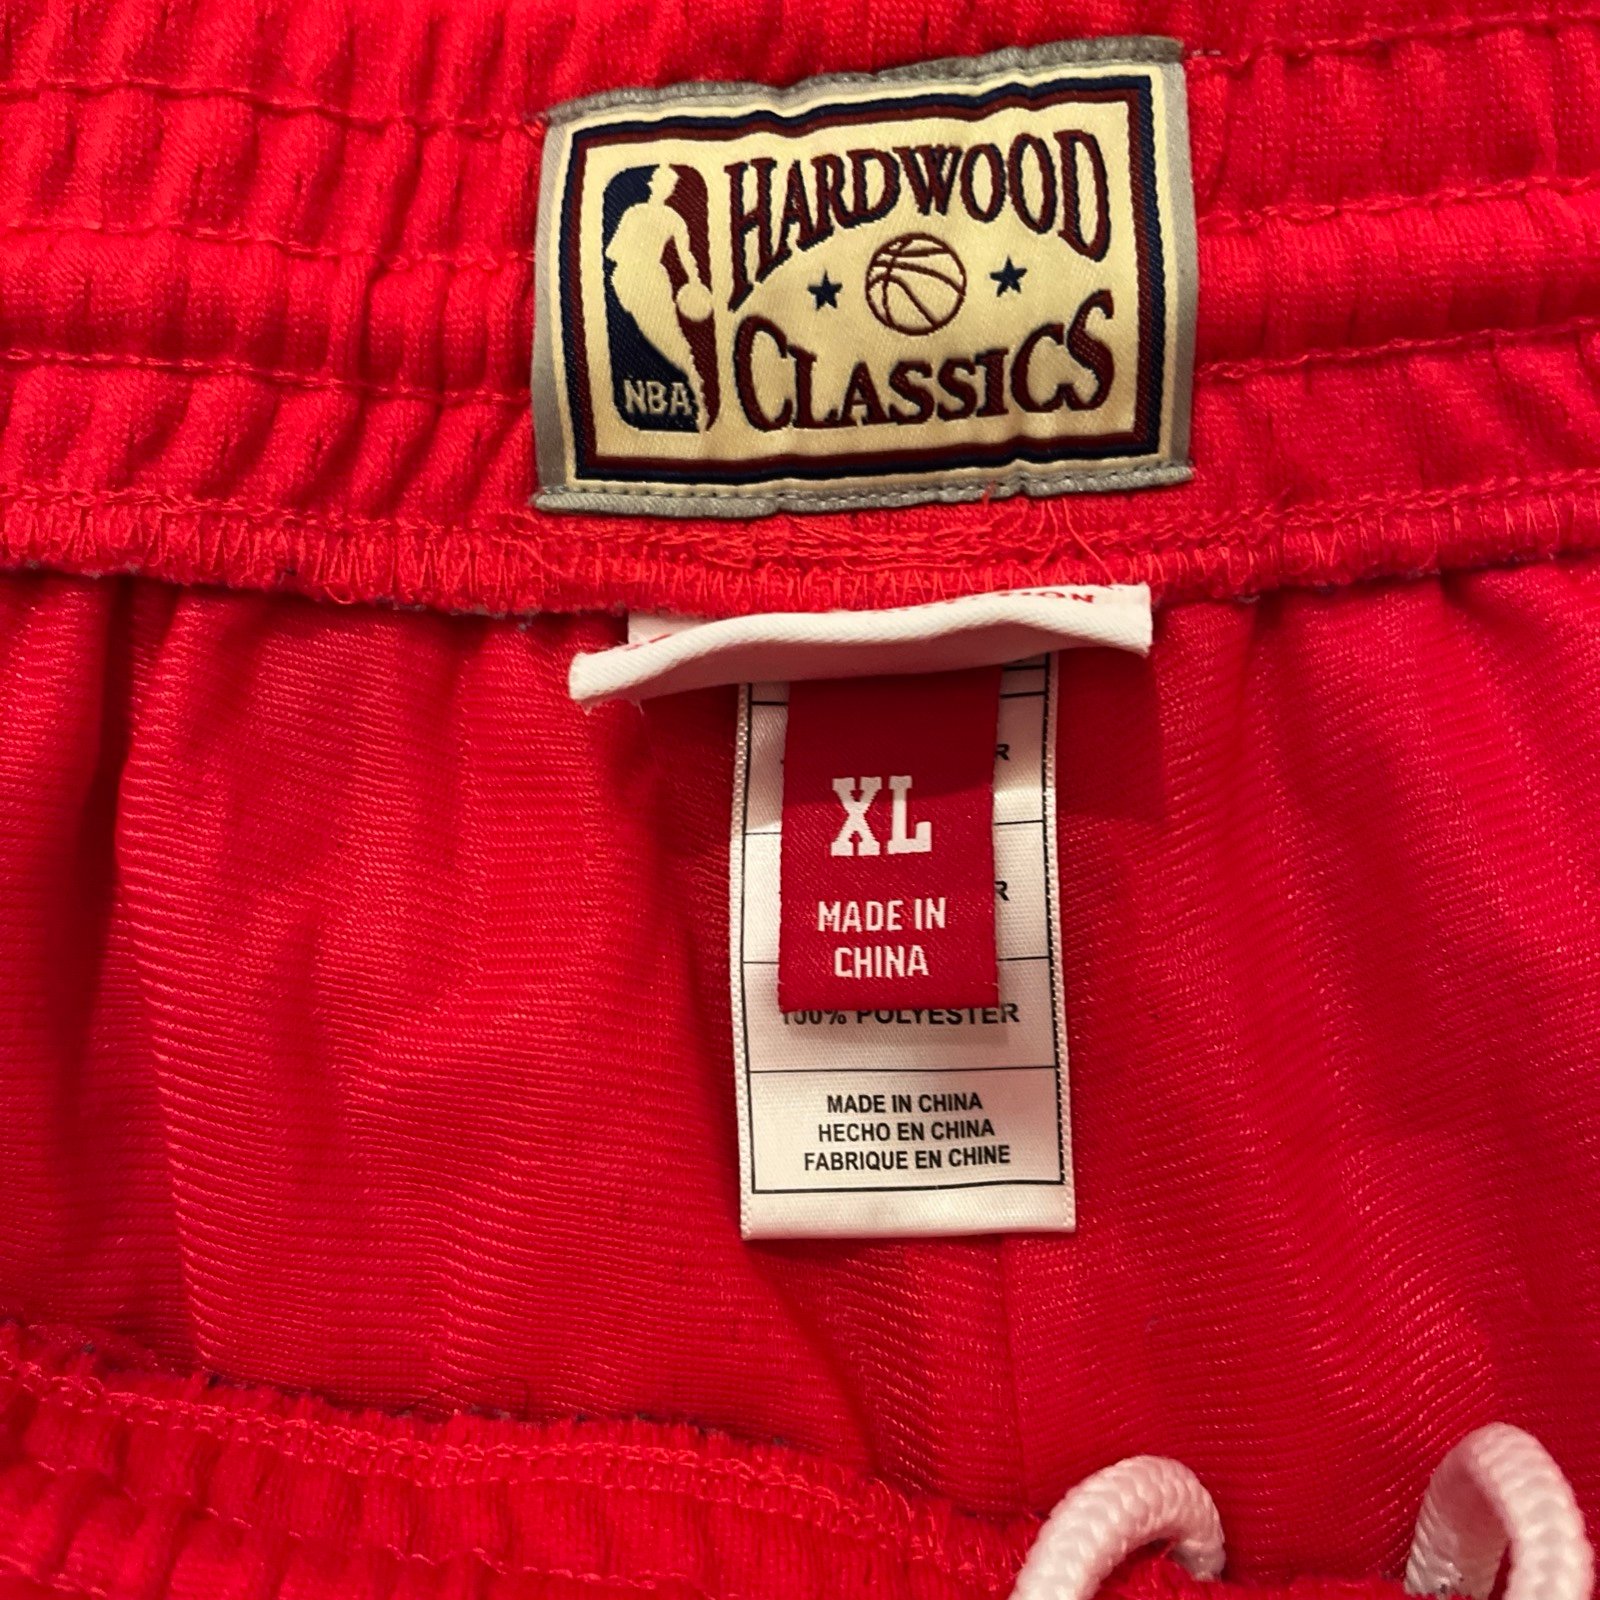 HARDWOOD
CLASSICS
NBA
XL
MADE IN
CHINA
100% POLYESTER
MADE IN CHINA
HECHO EN CHINA
FABRIQUE EN CHINE